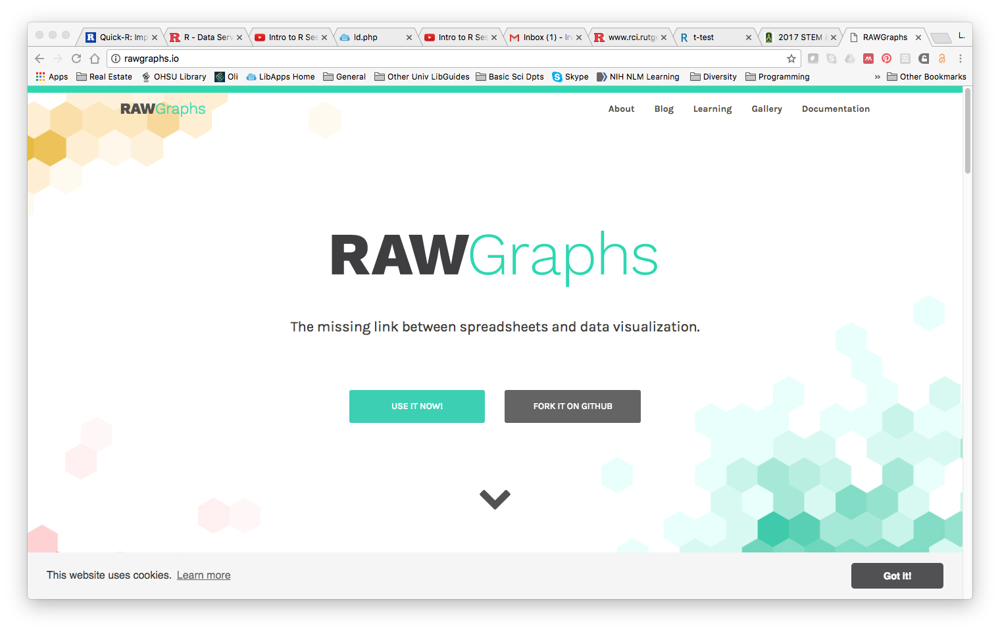 Quick-R: Imp
R - Data Serv
Intro to R Ses
ld.php
Intro to R Ses
Inbox (1) - Irv
www.rci.rutge
t-test
2017 STEM &
RAWGraphs
L.
rawgraphs.io
Apps
Real Estate
OHSU Library
Oli
LibApps Home
General
Other Univ LibGuides
Basic Sci Dpts
Skype
NIH NLM Learning
Diversity
Programming
»
Other Bookmarks
RAWGraphs
About
Blog
Learning
Gallery
Documentation
RAWGraphs
The missing link between spreadsheets and data visualization.
USE IT NOW!
FORK IT ON GITHUB
This website uses cookies. Learn more
Got it!